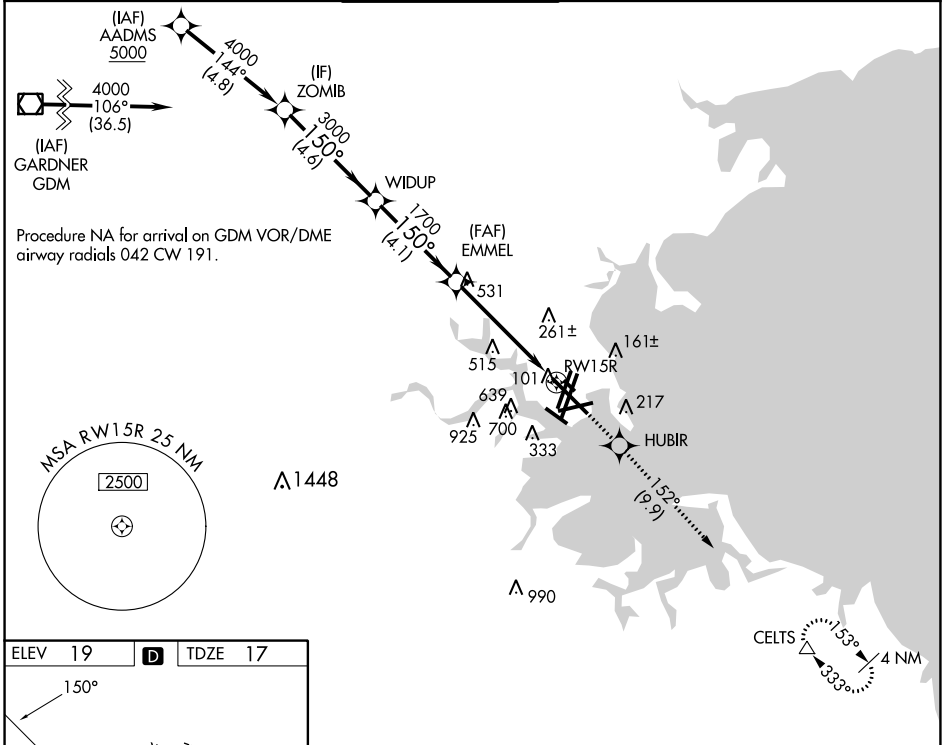 (IAF)
AADMS
5000
4000
144°
(4.8)
(IF)
ZOMIB
4000
106°
(36.5)
(IAF)
GARDNER
GDM
3000
150°
(4.6)
WIDUP
1700
150°
(4.1)
(FAF)
EMMEL
Procedure NA for arrival on GDM VOR/DME
airway radials 042 CW 191.
531
261±
161±
515
RW15R
101
639
217
925
700
333
HUBIR
MSA RW15R 25 NM
2500
1448
152°
(9.9)
990
CELTS
153°
4 NM
333°
ELEV 19
D
TDZE 17
150°